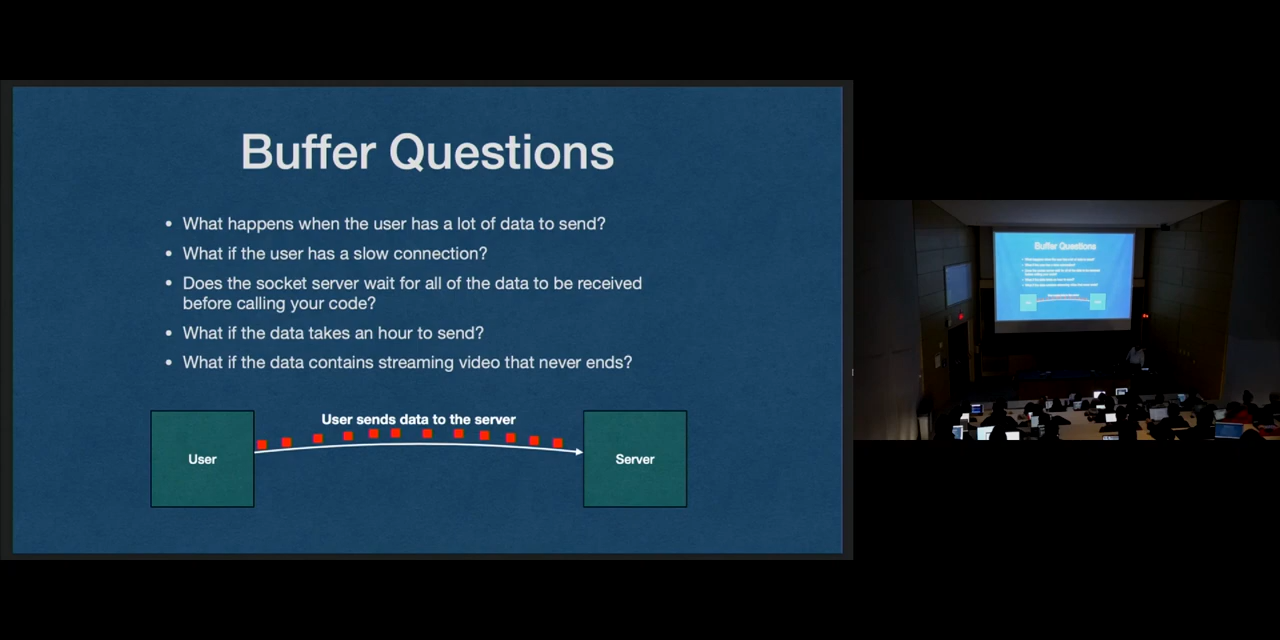 Buffer Questions
• What happens when the user has a lot of data to send?
• What if the user has a slow connection?
• Does the socket server wait for all of the data to be received
before calling your code?
• What if the data takes an hour to send?
• What if the data contains streaming video that never ends?
User sends data to the server
User
Server
Buffer Questions